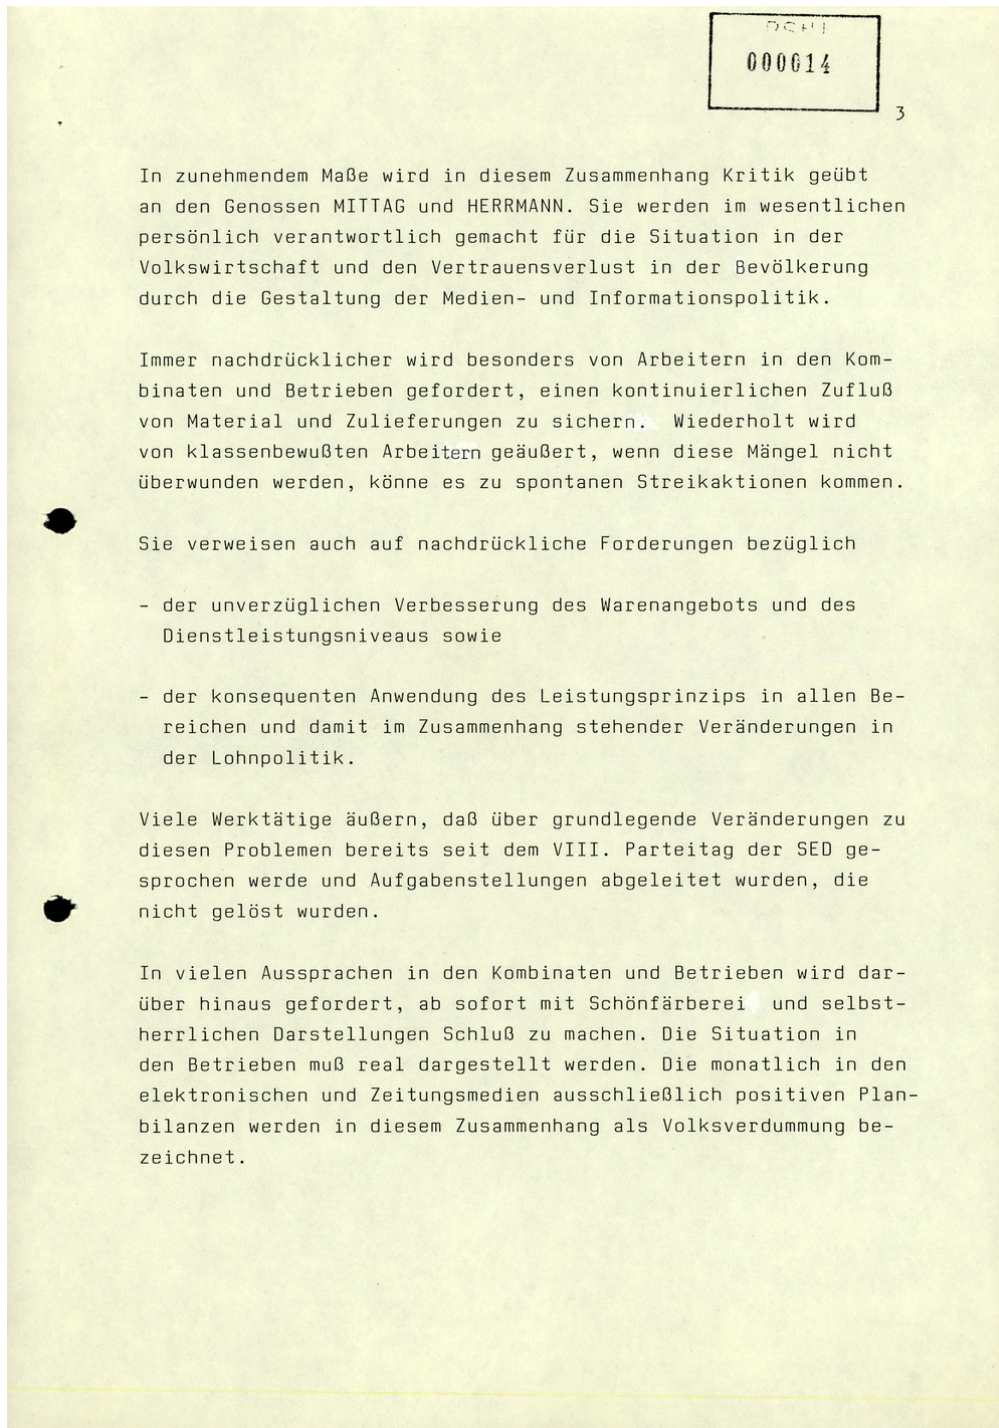 BStU
000014
3
In zunehmendem Maße wird in diesem Zusammenhang Kritik geübt
an den Genossen MITTAG und HERRMANN. Sie werden im wesentlichen
persönlich verantwortlich gemacht für die Situation in der
Volkswirtschaft und den Vertrauensverlust in der Bevölkerung
durch die Gestaltung der Medien- und Informationspolitik.
Immer nachdrücklicher wird besonders von Arbeitern in den Kom-
binaten und Betrieben gefordert, einen kontinuierlichen Zufluß
von Material und Zulieferungen zu sichern. Wiederholt wird
von klassenbewußten Arbeitern geäußert, wenn diese Mängel nicht
überwunden werden, könne es zu spontanen Streikaktionen kommen.
Sie verweisen auch auf nachdrückliche Forderungen bezüglich
- der unverzüglichen Verbesserung des Warenangebots und des
Dienstleistungsniveaus sowie
- der konsequenten Anwendung des Leistungsprinzips in allen Be-
reichen und damit im Zusammenhang stehender Veränderungen in
der Lohnpolitik.
Viele Werktätige äußern, daß über grundlegende Veränderungen zu
diesen Problemen bereits seit dem VIII. Parteitag der SED ge-
sprochen werde und Aufgabenstellungen abgeleitet wurden, die
nicht gelöst wurden.
In vielen Aussprachen in den Kombinaten und Betrieben wird dar-
über hinaus gefordert, ab sofort mit Schönfärberei und selbst-
herrlichen Darstellungen Schluß zu machen. Die Situation in
den Betrieben muß real dargestellt werden. Die monatlich in den
elektronischen und Zeitungsmedien ausschließlich positiven Plan-
bilanzen werden in diesem Zusammenhang als Volksverdummung be-
zeichnet.